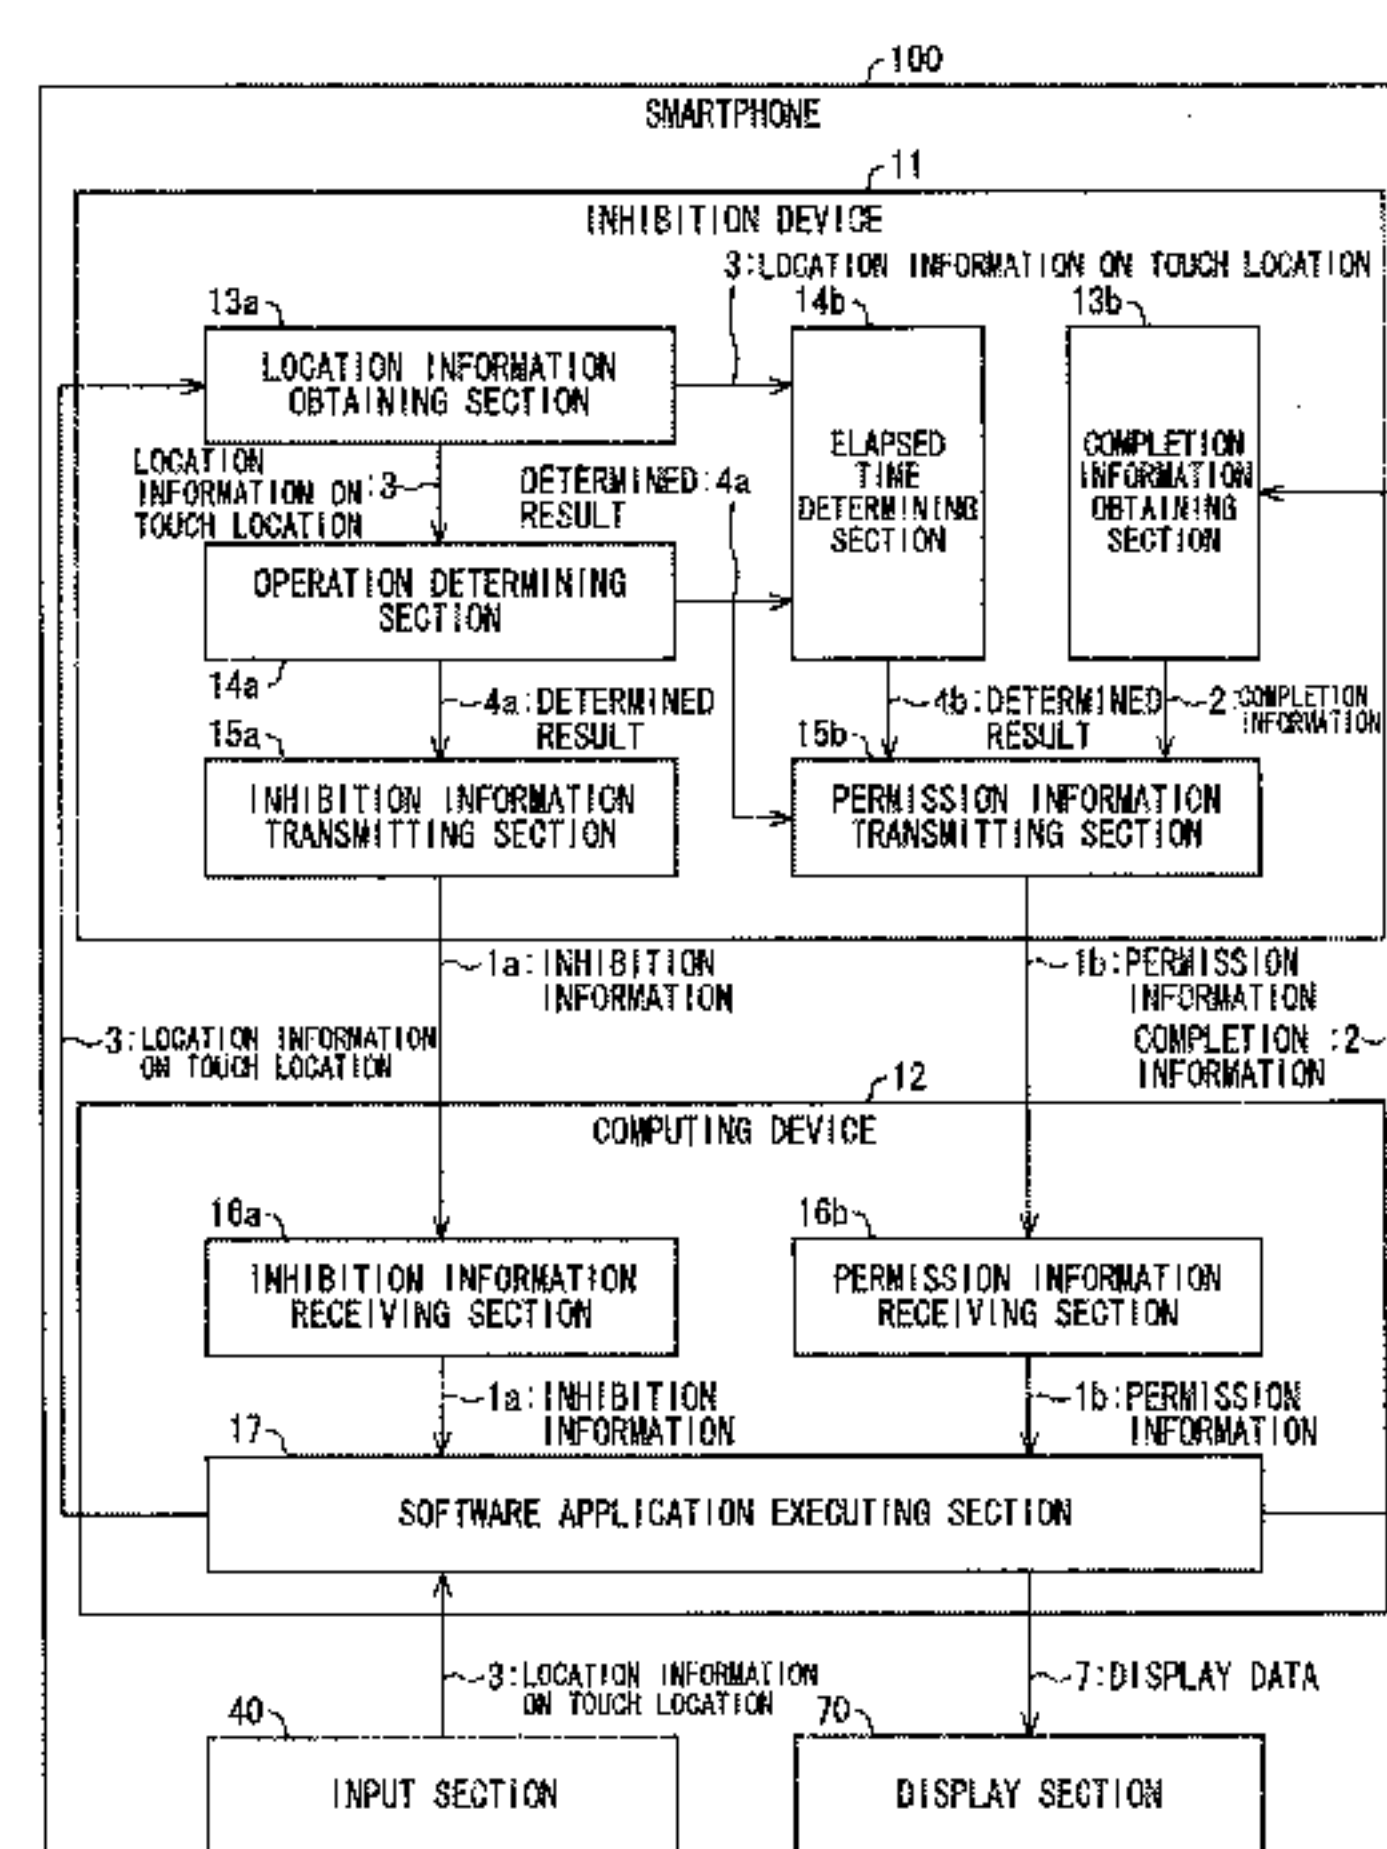 100
SMARTPHONE
11
INHIBITION DEVICE
3:LOCATION INFORMATION ON TOUCH LOCATION
13a
14b
13b
LOCATION INFORMATION
OBTAINING SECTION
ELAPSED
TIME
DETERMINING
SECTION
COMPLETION
INFORMATION
OBTAINING
SECTION
LOCATION
INFORMATION ON:3
TOUCH LOCATION
DETERMINED:4a
RESULT
OPERATION DETERMINING
SECTION
14a
4a:DETERMINED
RESULT
4b:DETERMINED
RESULT
2:COMPLETION
INFORMATION
15a
15b
INHIBITION INFORMATION
TRANSMITTING SECTION
PERMISSION INFORMATION
TRANSMITTING SECTION
1a:INHIBITION
INFORMATION
1b:PERMISSION
INFORMATION
3:LOCATION INFORMATION
ON TOUCH LOCATION
COMPLETION :2
INFORMATION
12
COMPUTING DEVICE
16a
16b
INHIBITION INFORMATION
RECEIVING SECTION
PERMISSION INFORMATION
RECEIVING SECTION
1a:INHIBITION
INFORMATION
1b:PERMISSION
INFORMATION
17
SOFTWARE APPLICATION EXECUTING SECTION
3:LOCATION INFORMATION
ON TOUCH LOCATION
7:DISPLAY DATA
40
70
INPUT SECTION
DISPLAY SECTION